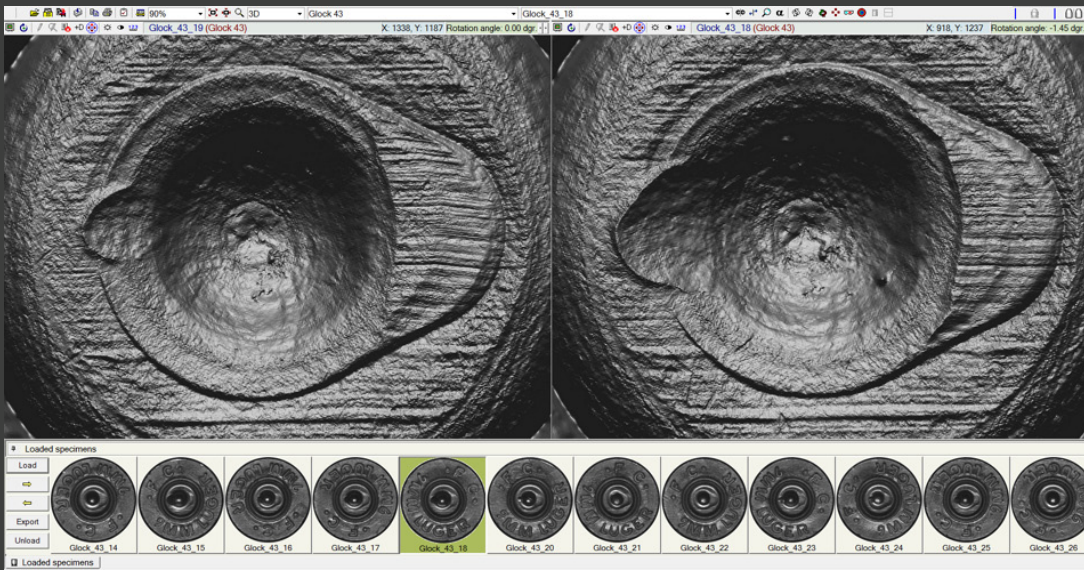 90% 3D Glock 43 Glock_43_18
Glock_43_19 (Glock 43) X: 1338, Y: 1187 Rotation angle: 0.00 dgr.
Glock_43_18 (Glock 43) X: 918, Y: 1237 Rotation angle: -1.45 dgr
Loaded specimens
Load
Export
Unload
Glock_43_14 Glock_43_15 Glock_43_16 Glock_43_17 Glock_43_18 Glock_43_20 Glock_43_21 Glock_43_22 Glock_43_23 Glock_43_24 Glock_43_25 Glock_43_26
Loaded specimens